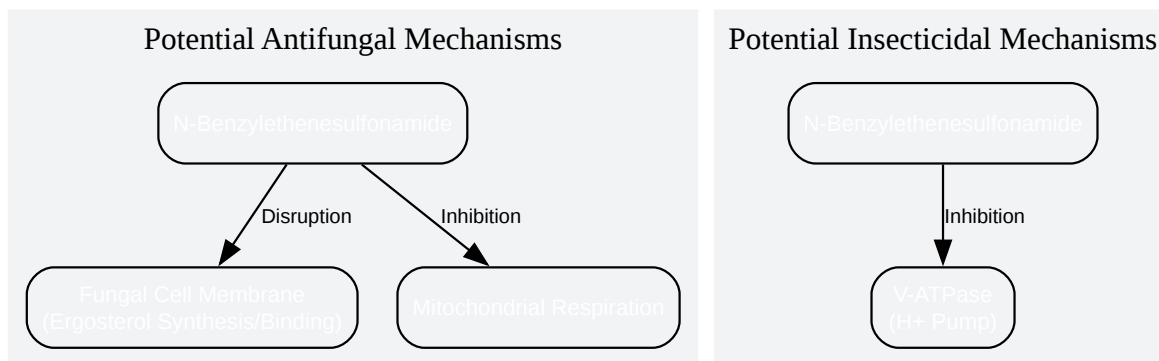 Potential Antifungal Mechanisms
N-Benzylethenesulfonamide
Disruption
Inhibition
Fungal Cell Membrane
(Ergosterol Synthesis/Binding)
Mitochondrial Respiration
Potential Insecticidal Mechanisms
N-Benzylethenesulfonamide
Inhibition
V-ATPase
(H+ Pump)